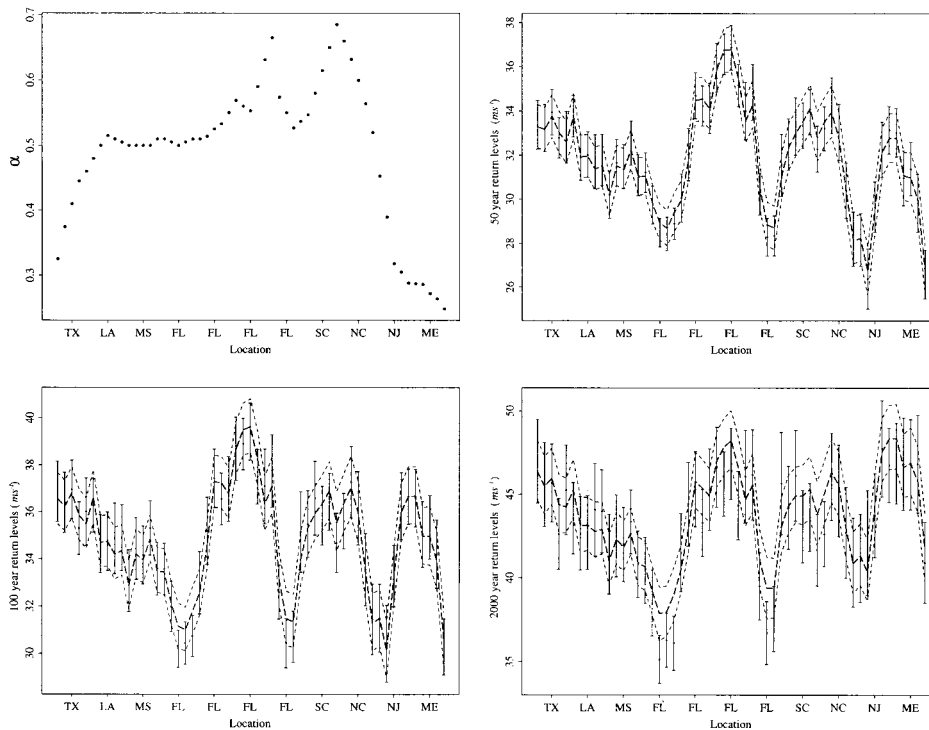 0.7
0.6
0.5
0.4
0.3
α
TX LA MS FL FL FL FL SC NC NJ ME
Location
38
36
34
32
30
28
26
50 year return levels (ms⁻¹)
TX LA MS FL FL FL FL SC NC NJ ME
Location
40
38
36
34
32
30
100 year return levels (ms⁻¹)
TX LA MS FL FL FL FL SC NC NJ ME
Location
50
45
40
35
2000 year return levels (ms⁻¹)
TX LA MS FL FL FL FL SC NC NJ ME
Location